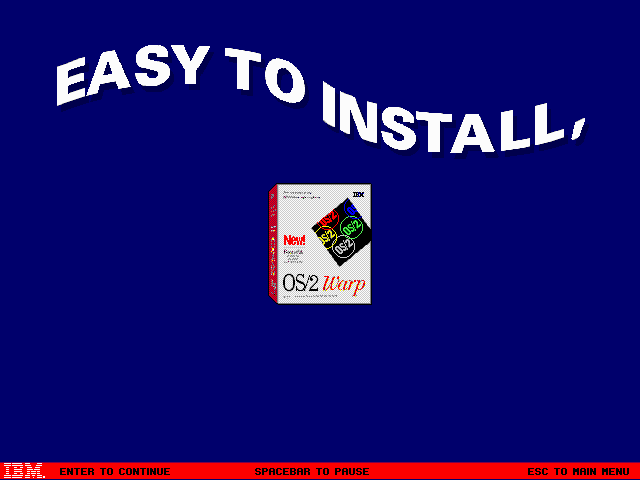 EASY TO INSTALL,
IBM
New!
BonusPak
OS/2
OS/2
OS/2
OS/2
OS/2 Warp
IBM.
ENTER TO CONTINUE
SPACEBAR TO PAUSE
ESC TO MAIN MENU